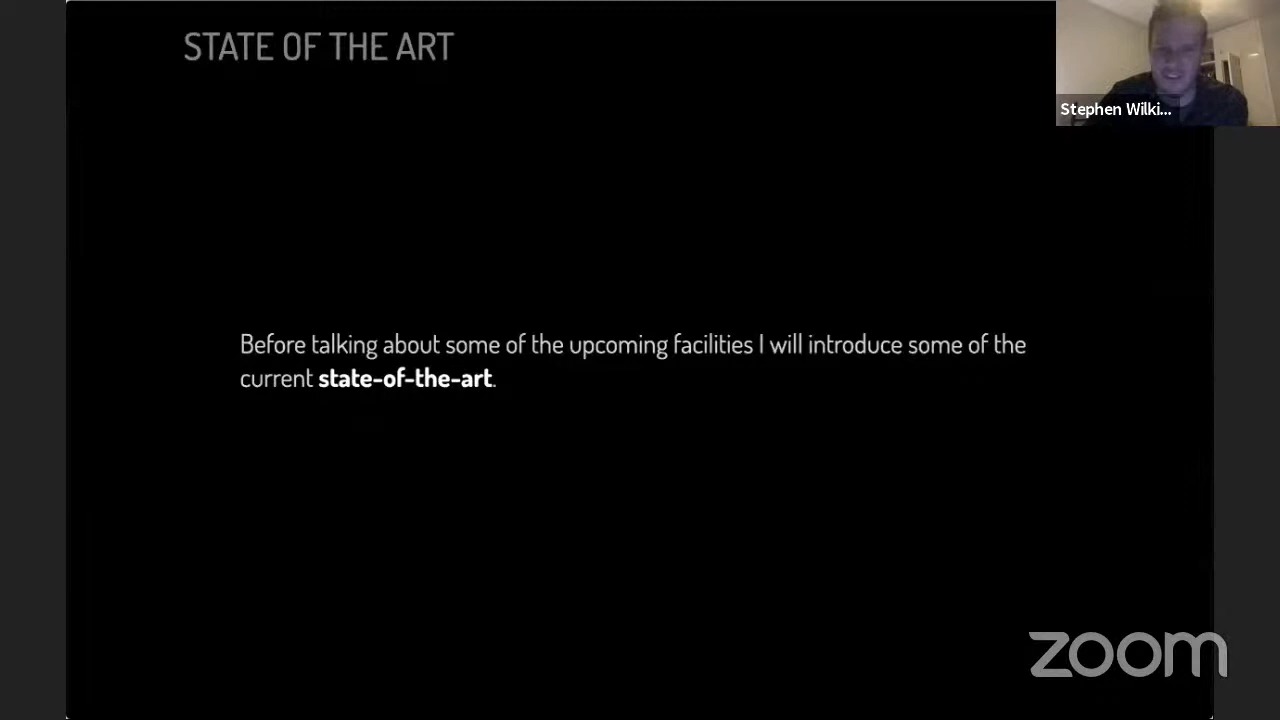 STATE OF THE ART
Stephen Wilki...
Before talking about some of the upcoming facilities I will introduce some of the
current state-of-the-art.
zoom